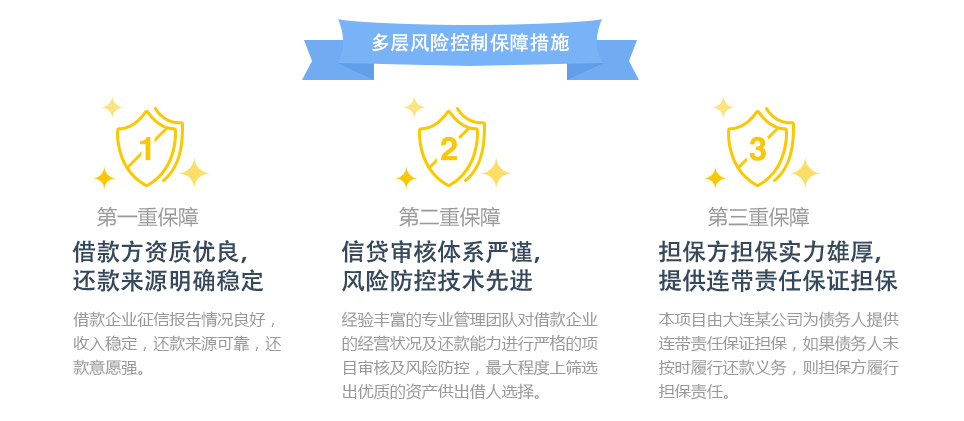 多层风险控制保障措施
1
2
3
第一重保障
第二重保障
第三重保障
借款方资质优良,
还款来源明确稳定
信贷审核体系严谨,
风险防控技术先进
担保方担保实力雄厚,
提供连带责任保证担保
借款企业征信报告情况良好，
收入稳定，还款来源可靠，还
款意愿强。
经验丰富的专业管理团队对借款企业
的经营状况及还款能力进行严格的项
目审核及风险防控，最大程度上筛选
出优质的资产供出借人选择。
本项目由大连某公司为债务人提供
连带责任保证担保，如果债务人未
按时履行还款义务，则担保方履行
担保责任。